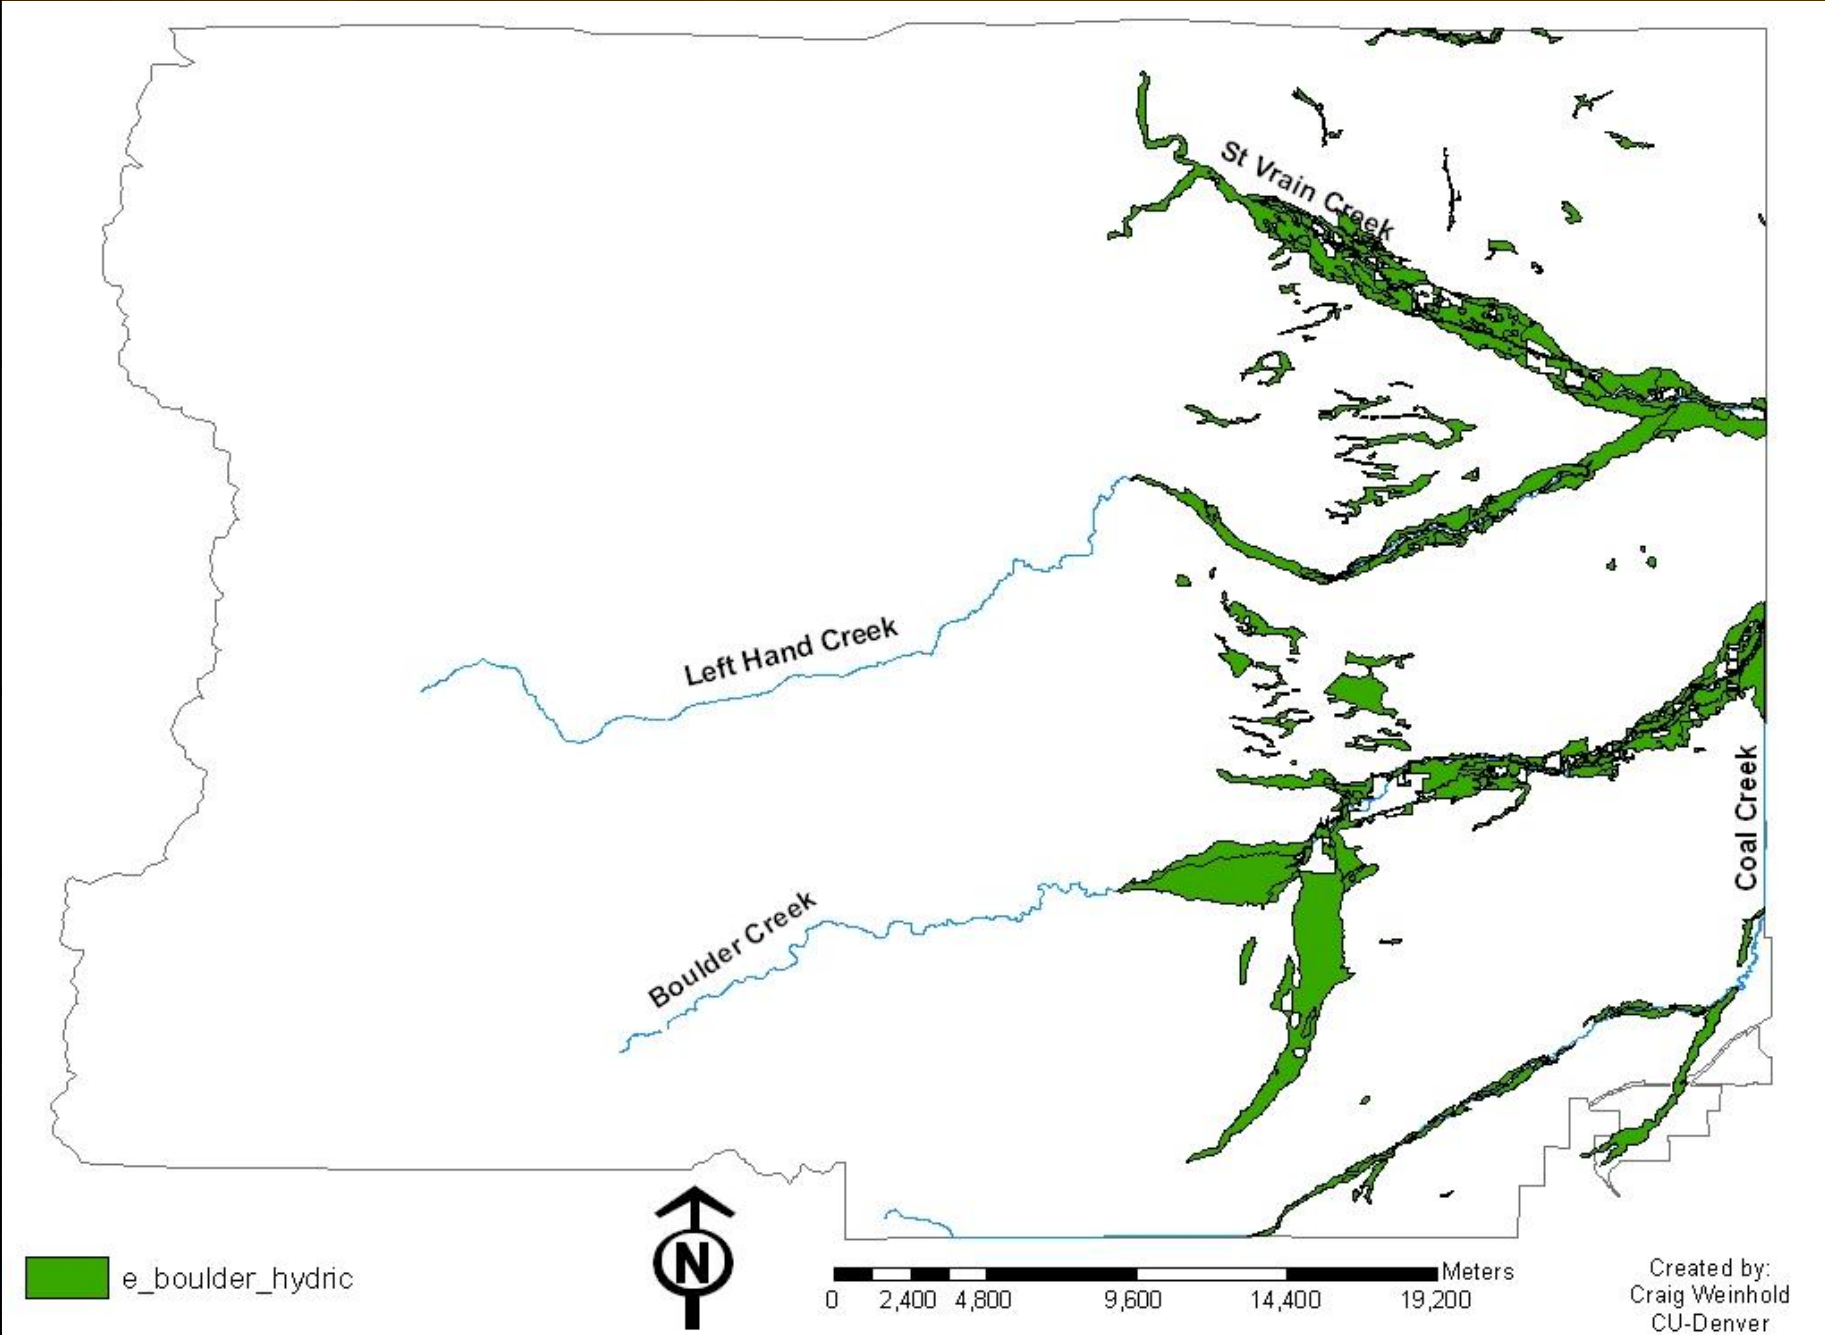 St Vrain Creek
Left Hand Creek
Coal Creek
Boulder Creek
N
e_boulder_hydric
Meters
0 2,400 4,800 9,600 14,400 19,200
Created by:
Craig Weinhold
CU-Denver